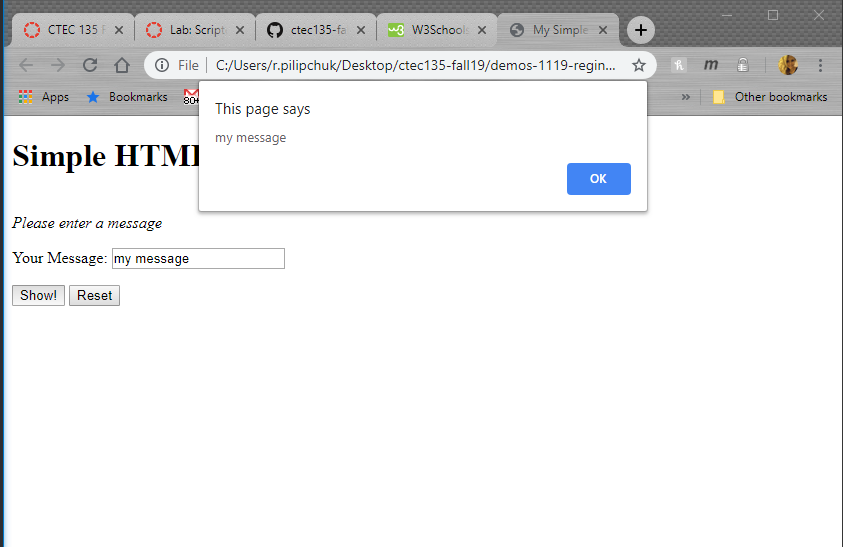 CTEC 135 F
Lab: Script
ctec135-fa
W3Schools
My Simple
File
C:/Users/r.pilipchuk/Desktop/ctec135-fall19/demos-1119-regin...
Apps
Bookmarks
80+
»
Other bookmarks
This page says
my message
OK
Simple HTM
Please enter a message
Your Message: my message
Show! Reset